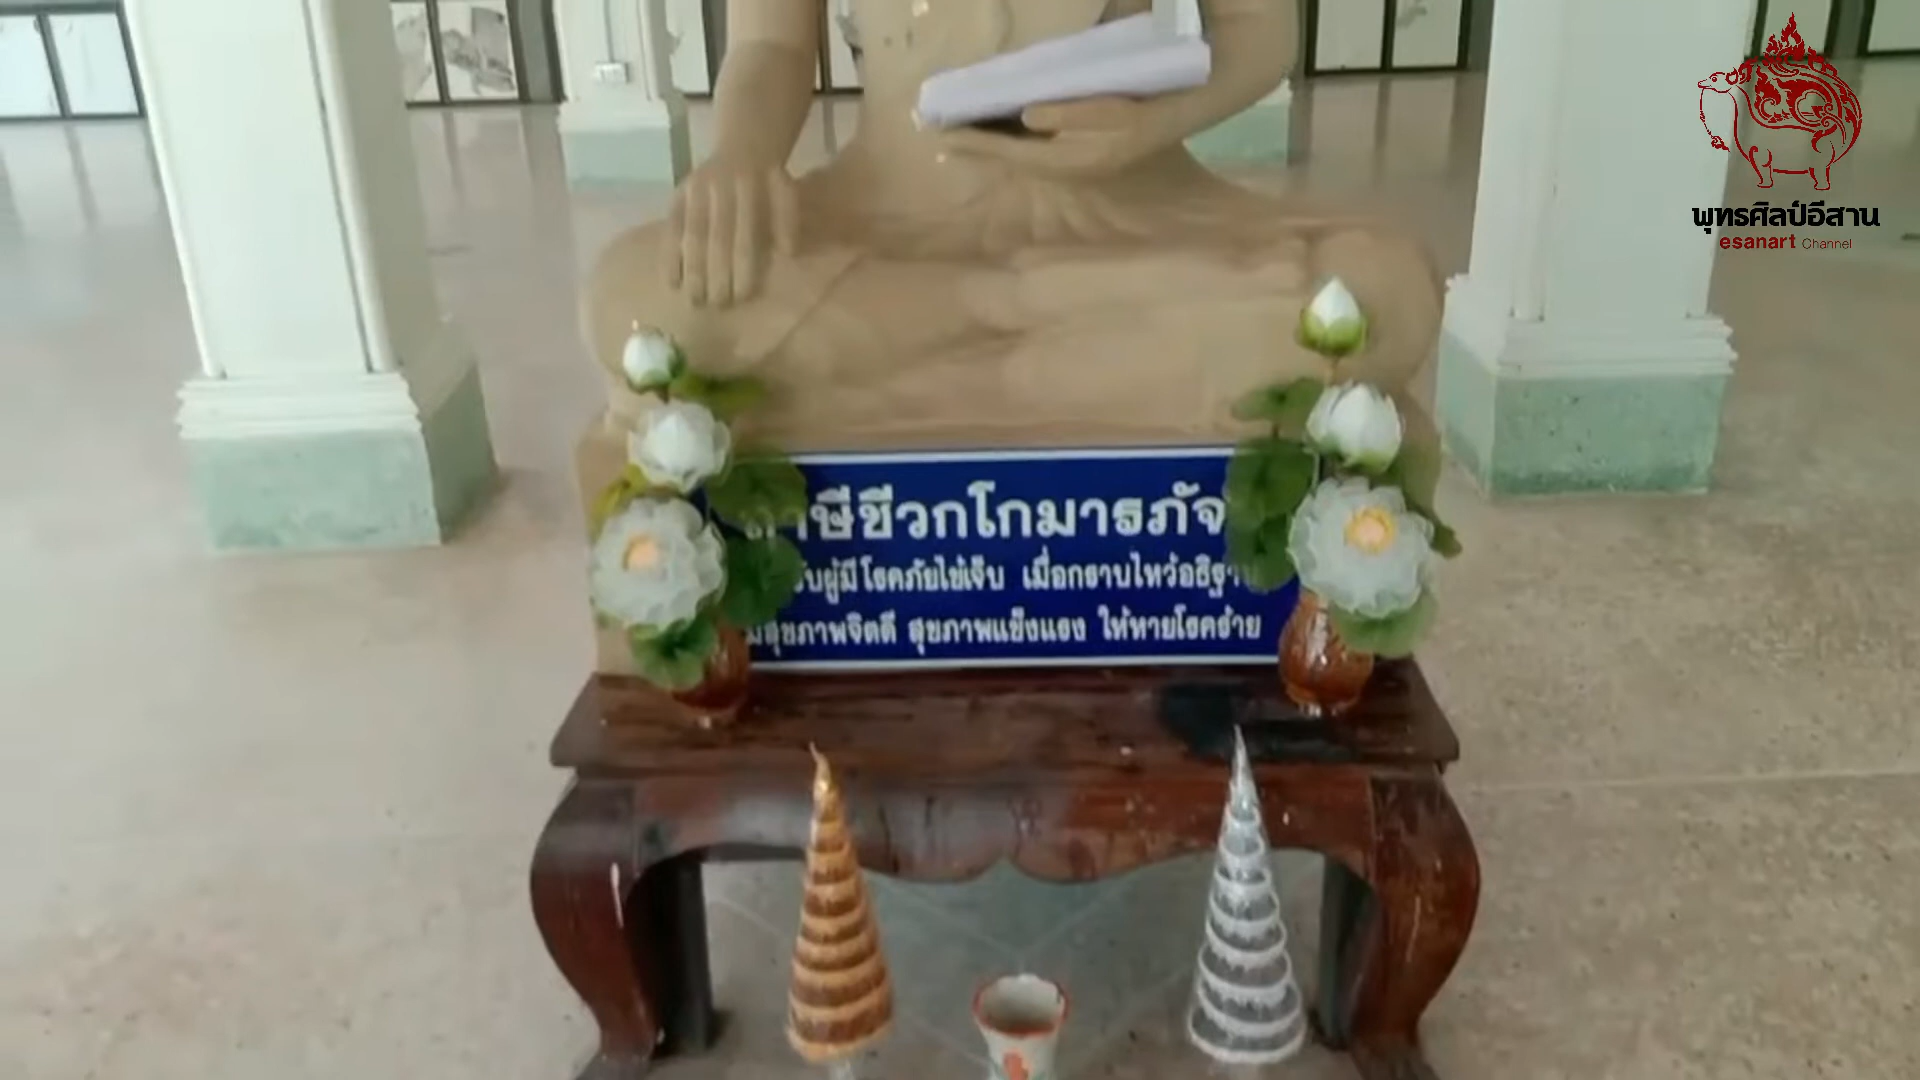 พุทธศิลป์อีสาน
esanart Channel
ชีวกโกมารภัจ
ผู้มีโรคภัยไข้เจ็บ เมื่อกราบไหว้อธิฐาน
มีสุขภาพจิตดี สุขภาพแข็งแรง ให้หายโรคร้าย